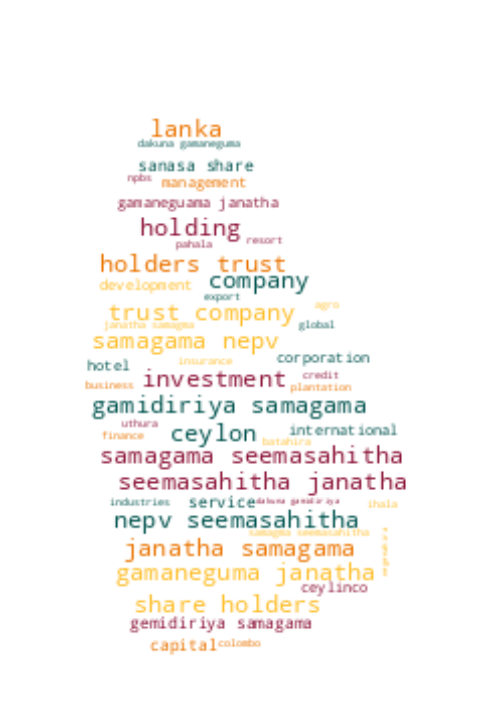 lanka
dakuna gamaneguma
sanasa share
npbs management
gamaneguama janatha
holding
pahala resort
holders trust
development company
export
trust company agro
janatha samagma global
samagama nepv
hotel insurance corporation
business investment credit
plantation
gamidiriya samagama
uthura
finance ceylon international
batahira
samagama seemasahitha
seemasahitha janatha
industries service dakuna gamidiriya ihala
nepv seemasahitha
samagma seemasahitha
janatha samagama
gamaneguma janatha
ceylinco
share holders
gemidiriya samagama
capital colombo